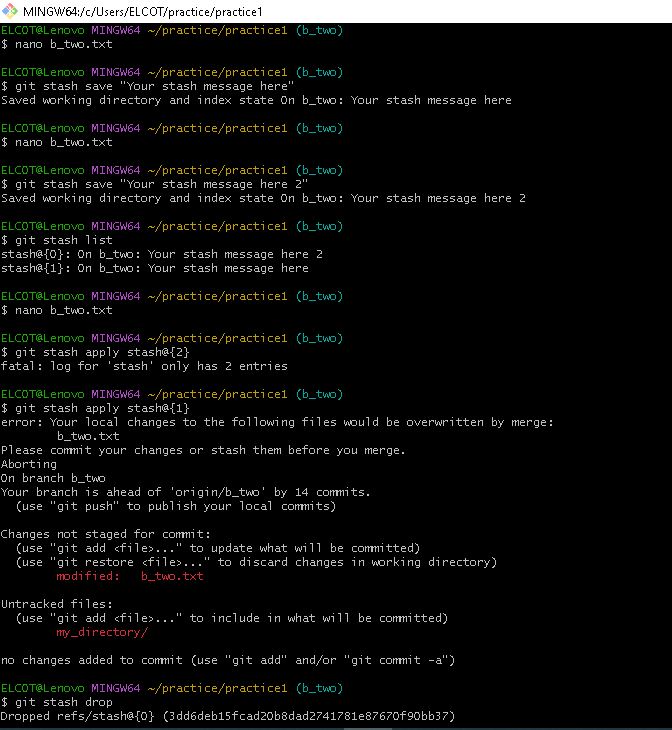 MINGW64:/c/Users/ELCOT/practice/practice1
ELCOT@Lenovo MINGW64 ~/practice/practice1 (b_two)
$ nano b_two.txt
ELCOT@Lenovo MINGW64 ~/practice/practice1 (b_two)
$ git stash save "Your stash message here"
Saved working directory and index state On b_two: Your stash message here
ELCOT@Lenovo MINGW64 ~/practice/practice1 (b_two)
$ nano b_two.txt
ELCOT@Lenovo MINGW64 ~/practice/practice1 (b_two)
$ git stash save "Your stash message here 2"
Saved working directory and index state On b_two: Your stash message here 2
ELCOT@Lenovo MINGW64 ~/practice/practice1 (b_two)
$ git stash list
stash@{0}: On b_two: Your stash message here 2
stash@{1}: On b_two: Your stash message here
ELCOT@Lenovo MINGW64 ~/practice/practice1 (b_two)
$ nano b_two.txt
ELCOT@Lenovo MINGW64 ~/practice/practice1 (b_two)
$ git stash apply stash@{2}
fatal: log for 'stash' only has 2 entries
ELCOT@Lenovo MINGW64 ~/practice/practice1 (b_two)
$ git stash apply stash@{1}
error: Your local changes to the following files would be overwritten by merge:
b_two.txt
Please commit your changes or stash them before you merge.
Aborting
On branch b_two
Your branch is ahead of 'origin/b_two' by 14 commits.
(use "git push" to publish your local commits)
Changes not staged for commit:
(use "git add <file>..." to update what will be committed)
(use "git restore <file>..." to discard changes in working directory)
modified: b_two.txt
Untracked files:
(use "git add <file>..." to include in what will be committed)
my_directory/
no changes added to commit (use "git add" and/or "git commit -a")
ELCOT@Lenovo MINGW64 ~/practice/practice1 (b_two)
$ git stash drop
Dropped refs/stash@{0} (3dd6deb15fcad20b8dad2741781e87670f90bb37)